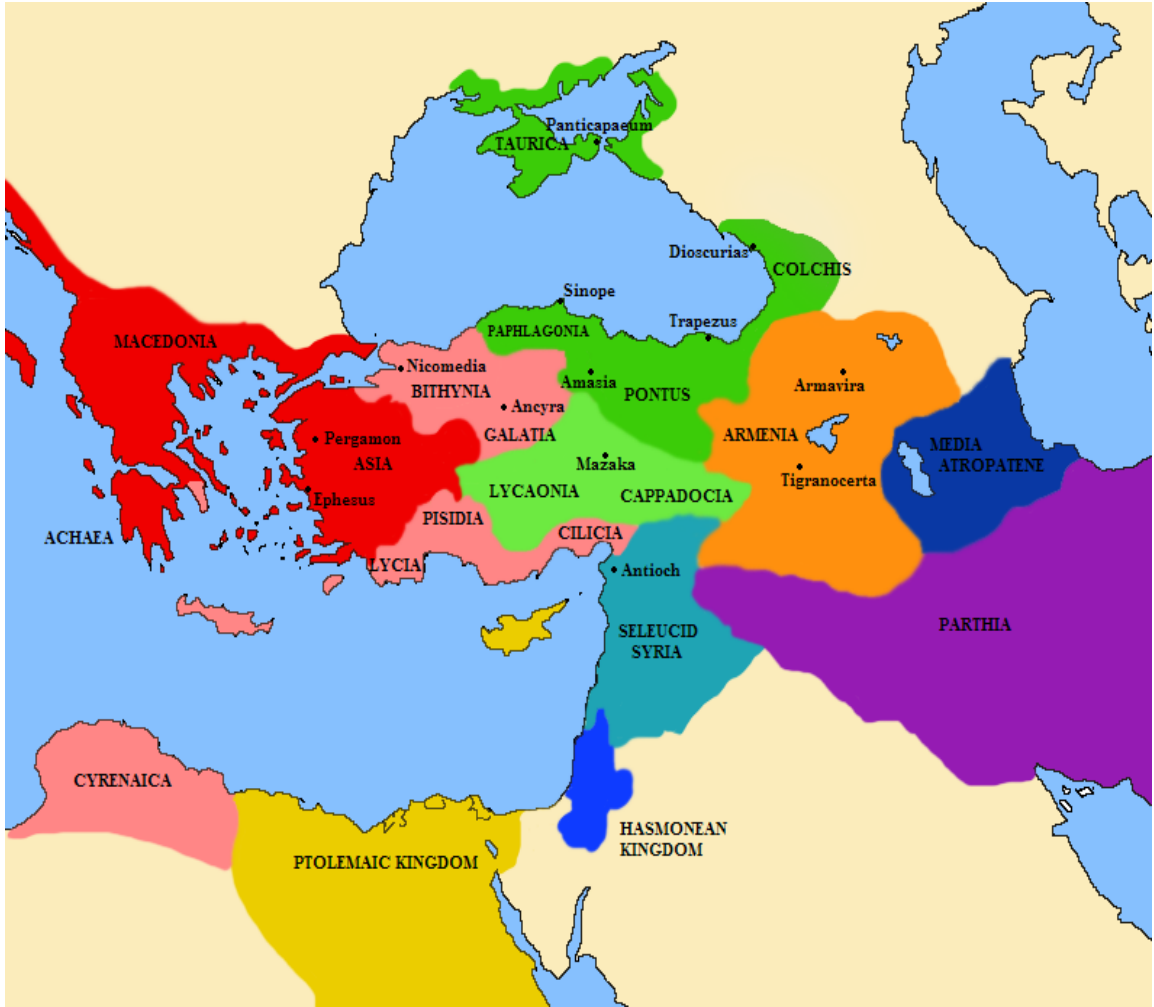 Panticapaeum
TAURICA
Dioscurias
COLCHIS
Sinope
PAPHLAGONIA
Trapezus
MACEDONIA
Nicomedia
BITHYNIA
Amasia
PONTUS
Armavira
Ancyra
GALATIA
ARMENIA
MEDIA
ATROPATENE
Pergamon
ASIA
Mazaka
Tigranocerta
LYCAONIA
CAPPADOCIA
Ephesus
PISIDIA
CILICIA
ACHAEA
LYCIA
Antioch
SELEUCID
SYRIA
PARTHIA
CYRENAICA
HASMONEAN
KINGDOM
PTOLEMAIC KINGDOM